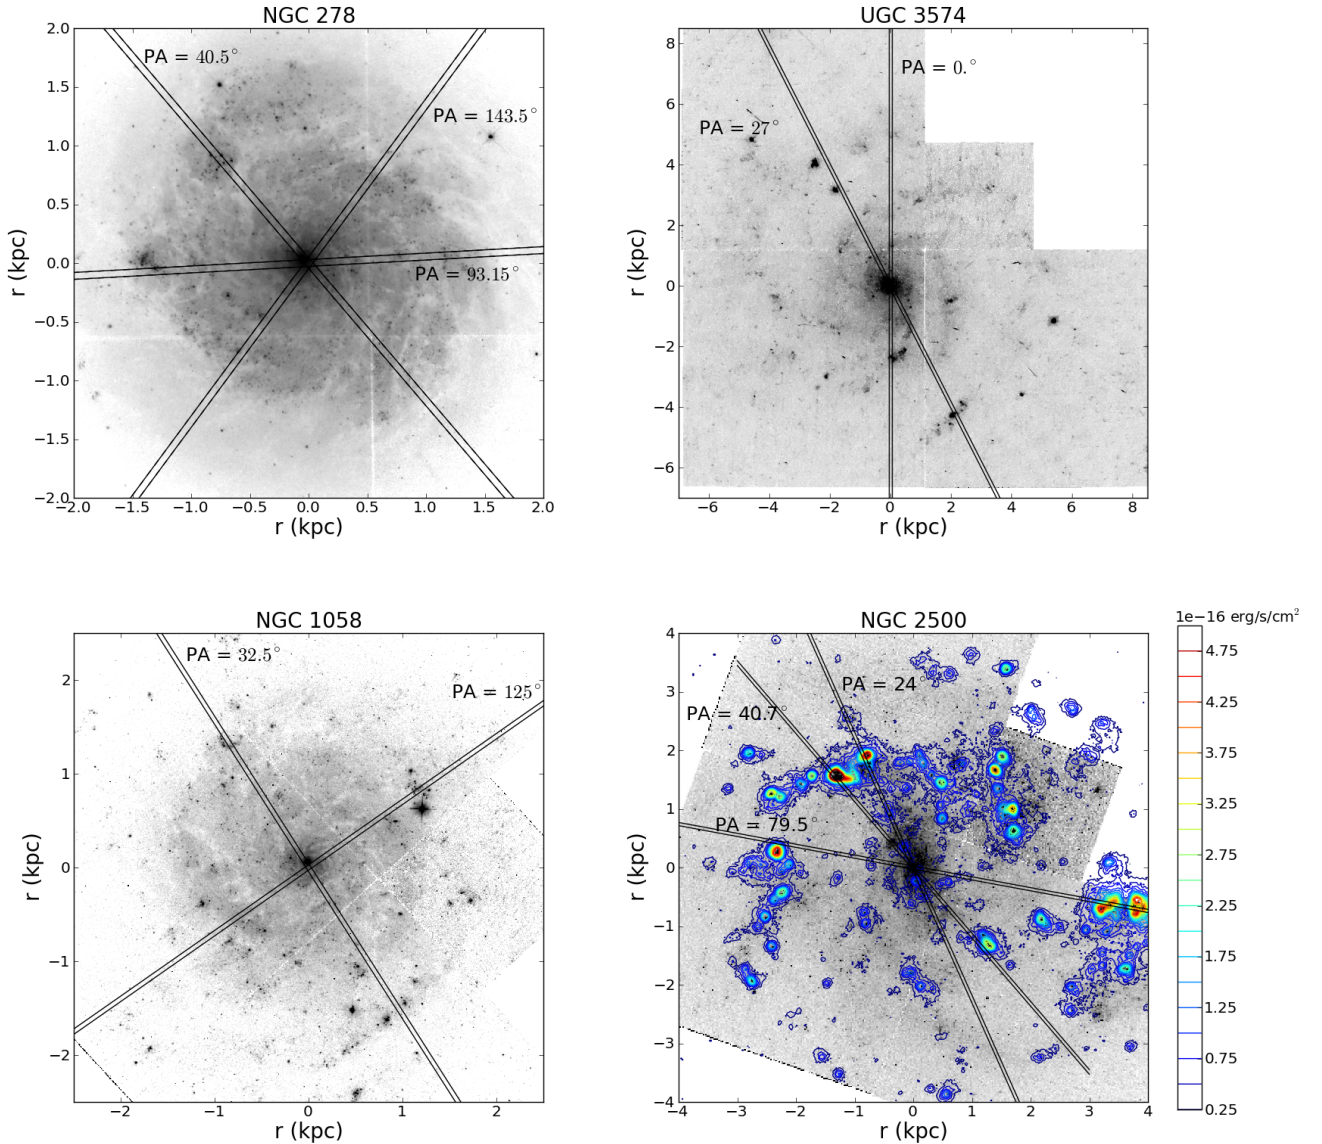 NGC 278
PA = 40.5°
PA = 143.5°
PA = 93.15°
2.0
1.5
1.0
0.5
0.0
−0.5
−1.0
−1.5
−2.0
r (kpc)
−2.0 −1.5 −1.0 −0.5 0.0 0.5 1.0 1.5 2.0
r (kpc)
UGC 3574
PA = 0.°
PA = 27°
8
6
4
2
0
−2
−4
−6
r (kpc)
−6 −4 −2 0 2 4 6 8
r (kpc)
NGC 1058
PA = 32.5°
PA = 125°
2
1
0
−1
−2
r (kpc)
−2 −1 0 1 2
r (kpc)
NGC 2500
PA = 24°
PA = 40.7°
PA = 79.5°
4
3
2
1
0
−1
−2
−3
−4
r (kpc)
−4 −3 −2 −1 0 1 2 3 4
r (kpc)
1e−16 erg/s/cm²
4.75
4.25
3.75
3.25
2.75
2.25
1.75
1.25
0.75
0.25